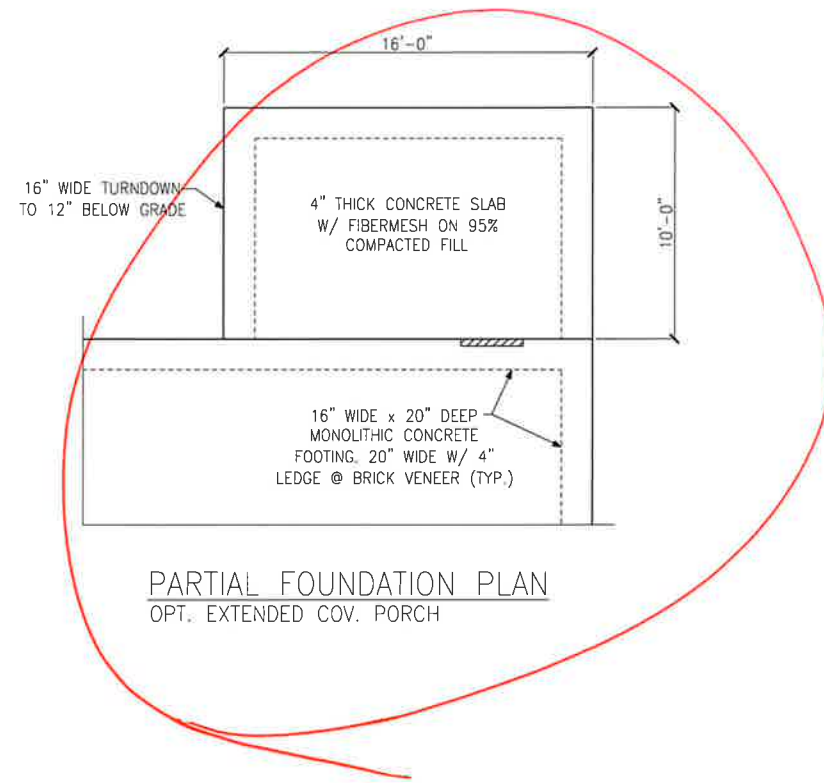 16'-0"
16" WIDE TURNDOWN
TO 12" BELOW GRADE
4" THICK CONCRETE SLAB
W/ FIBERMESH ON 95%
COMPACTED FILL
10'-0"
16" WIDE x 20" DEEP
MONOLITHIC CONCRETE
FOOTING. 20" WIDE W/ 4"
LEDGE @ BRICK VENEER (TYP.)
PARTIAL FOUNDATION PLAN
OPT. EXTENDED COV. PORCH